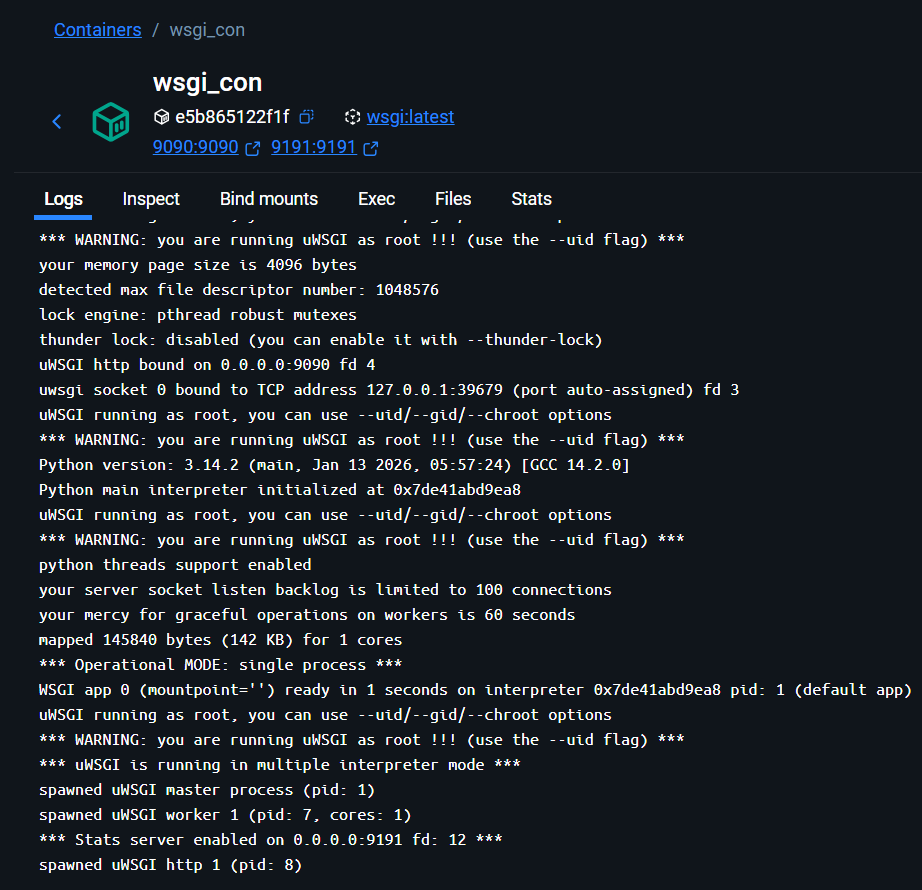 Containers / wsgi_con
wsgi_con
e5b865122f1f wsgi:latest
9090:9090 9191:9191
Logs Inspect Bind mounts Exec Files Stats
*** WARNING: you are running uWSGI as root !!! (use the --uid flag) ***
your memory page size is 4096 bytes
detected max file descriptor number: 1048576
lock engine: pthread robust mutexes
thunder lock: disabled (you can enable it with --thunder-lock)
uWSGI http bound on 0.0.0.0:9090 fd 4
uwsgi socket 0 bound to TCP address 127.0.0.1:39679 (port auto-assigned) fd 3
uWSGI running as root, you can use --uid/--gid/--chroot options
*** WARNING: you are running uWSGI as root !!! (use the --uid flag) ***
Python version: 3.14.2 (main, Jan 13 2026, 05:57:24) [GCC 14.2.0]
Python main interpreter initialized at 0x7de41abd9ea8
uWSGI running as root, you can use --uid/--gid/--chroot options
*** WARNING: you are running uWSGI as root !!! (use the --uid flag) ***
python threads support enabled
your server socket listen backlog is limited to 100 connections
your mercy for graceful operations on workers is 60 seconds
mapped 145840 bytes (142 KB) for 1 cores
*** Operational MODE: single process ***
WSGI app 0 (mountpoint='') ready in 1 seconds on interpreter 0x7de41abd9ea8 pid: 1 (default app)
uWSGI running as root, you can use --uid/--gid/--chroot options
*** WARNING: you are running uWSGI as root !!! (use the --uid flag) ***
*** uWSGI is running in multiple interpreter mode ***
spawned uWSGI master process (pid: 1)
spawned uWSGI worker 1 (pid: 7, cores: 1)
*** Stats server enabled on 0.0.0.0:9191 fd: 12 ***
spawned uWSGI http 1 (pid: 8)